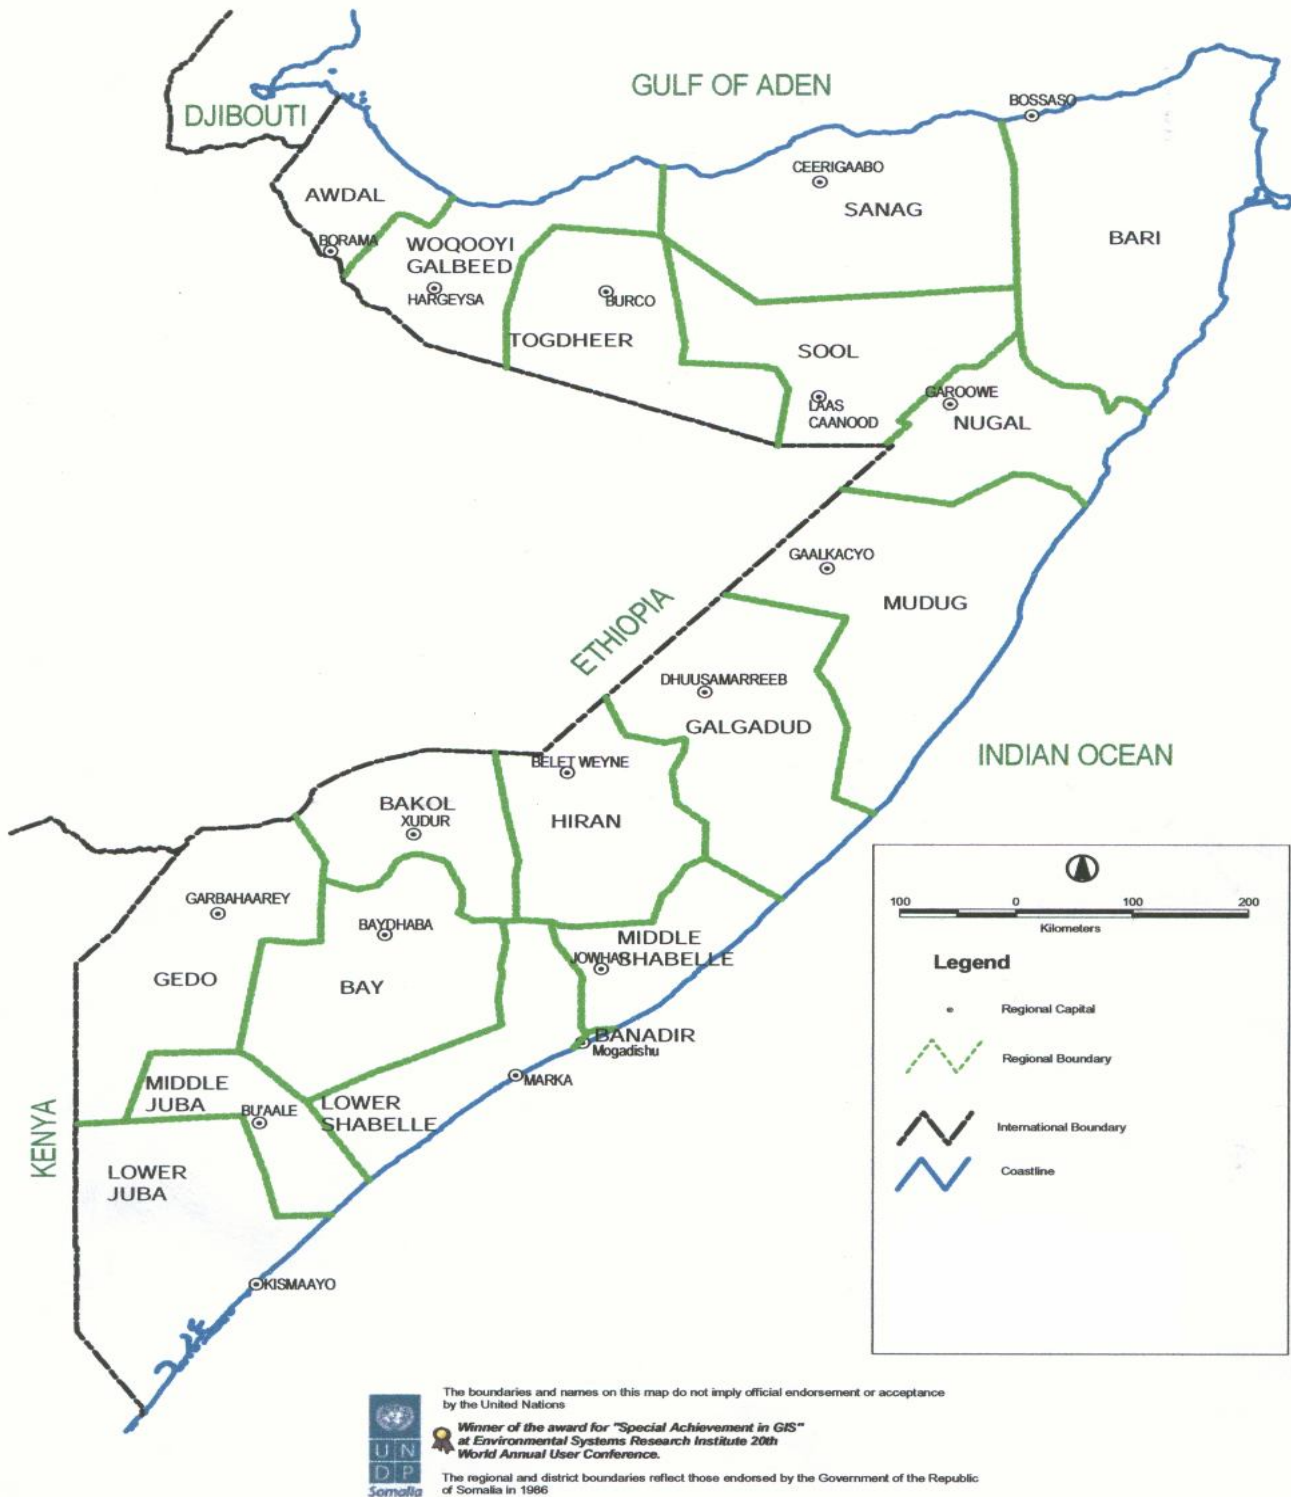 GULF OF ADEN
DJIBOUTI
BOSSASO
CEERIGAABO
AWDAL
SANAG
BARI
BORAMA
WOQOOYI
GALBEED
HARGEYSA
BURCO
TOGDHEER
SOOL
LAAS
CAANOOD
GAROOWE
NUGAL
GAALKACYO
MUDUG
ETHIOPIA
DHUUSAMARREEB
GALGADUD
INDIAN OCEAN
BELET WEYNE
BAKOL
XUDUR
HIRAN
GARBAHAAREY
BAYDHABA
MIDDLE
SHABELLE
JOWHAR
GEDO
BAY
BANADIR
Mogadishu
MARKA
MIDDLE
JUBA
BU'AALE
LOWER
SHABELLE
KENYA
LOWER
JUBA
KISMAAYO
100 0 100 200
Kilometers
Legend
Regional Capital
Regional Boundary
International Boundary
Coastline
The boundaries and names on this map do not imply official endorsement or acceptance
by the United Nations
Winner of the award for "Special Achievement in GIS"
at Environmental Systems Research Institute 20th
World Annual User Conference.
The regional and district boundaries reflect those endorsed by the Government of the Republic
of Somalia in 1986
U N
D P
Somalia